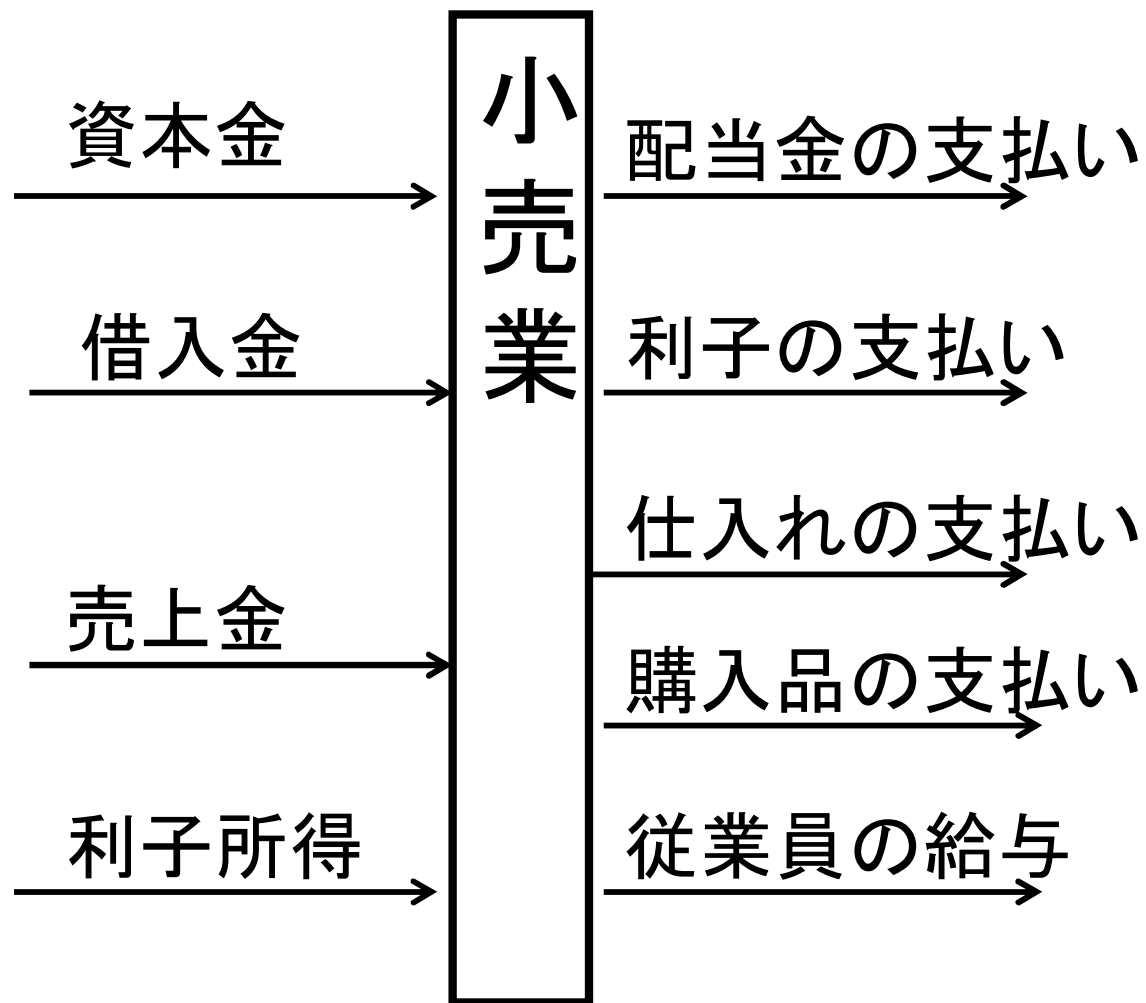 小売業
資本金
借入金
売上金
利子所得
配当金の支払い
利子の支払い
仕入れの支払い
購入品の支払い
従業員の給与